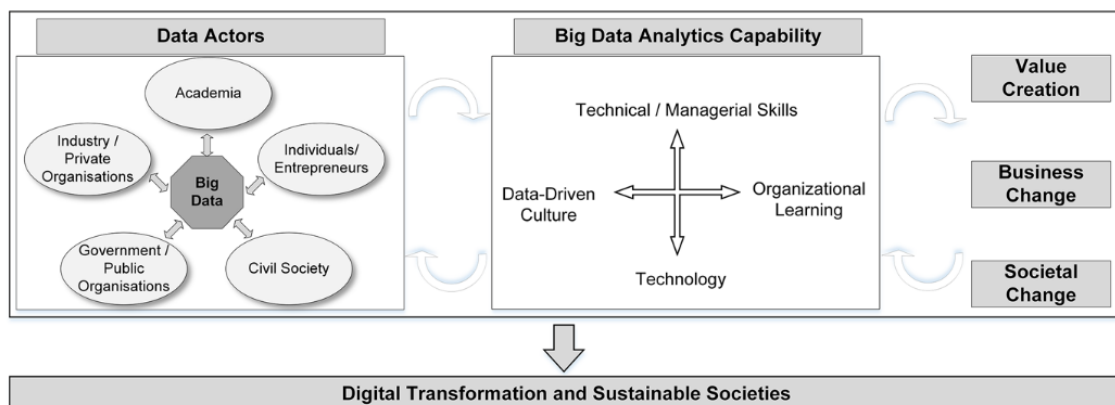 Data Actors
Academia
Industry /
Private
Organisations
Individuals/
Entrepreneurs
Big
Data
Government /
Public
Organisations
Civil Society
Big Data Analytics Capability
Technical / Managerial Skills
Data-Driven
Culture
Organizational
Learning
Technology
Value
Creation
Business
Change
Societal
Change
Digital Transformation and Sustainable Societies